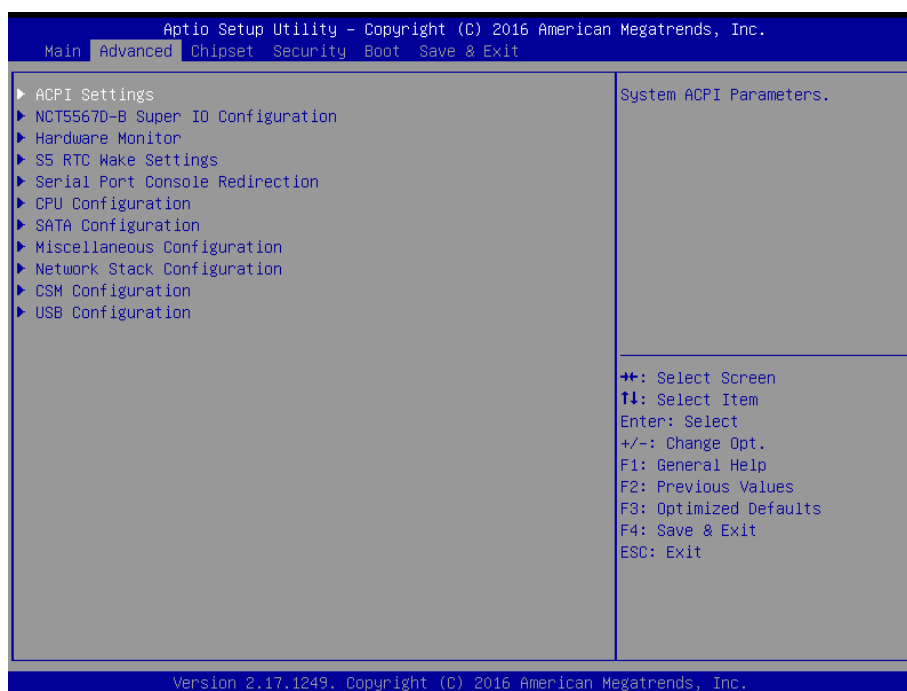 Aptio Setup Utility – Copyright (C) 2016 American Megatrends, Inc.
Main Advanced Chipset Security Boot Save & Exit
ACPI Settings
NCT5567D-B Super IO Configuration
Hardware Monitor
S5 RTC Wake Settings
Serial Port Console Redirection
CPU Configuration
SATA Configuration
Miscellaneous Configuration
Network Stack Configuration
CSM Configuration
USB Configuration
System ACPI Parameters.
→←: Select Screen
↑↓: Select Item
Enter: Select
+/-: Change Opt.
F1: General Help
F2: Previous Values
F3: Optimized Defaults
F4: Save & Exit
ESC: Exit
Version 2.17.1249. Copyright (C) 2016 American Megatrends, Inc.